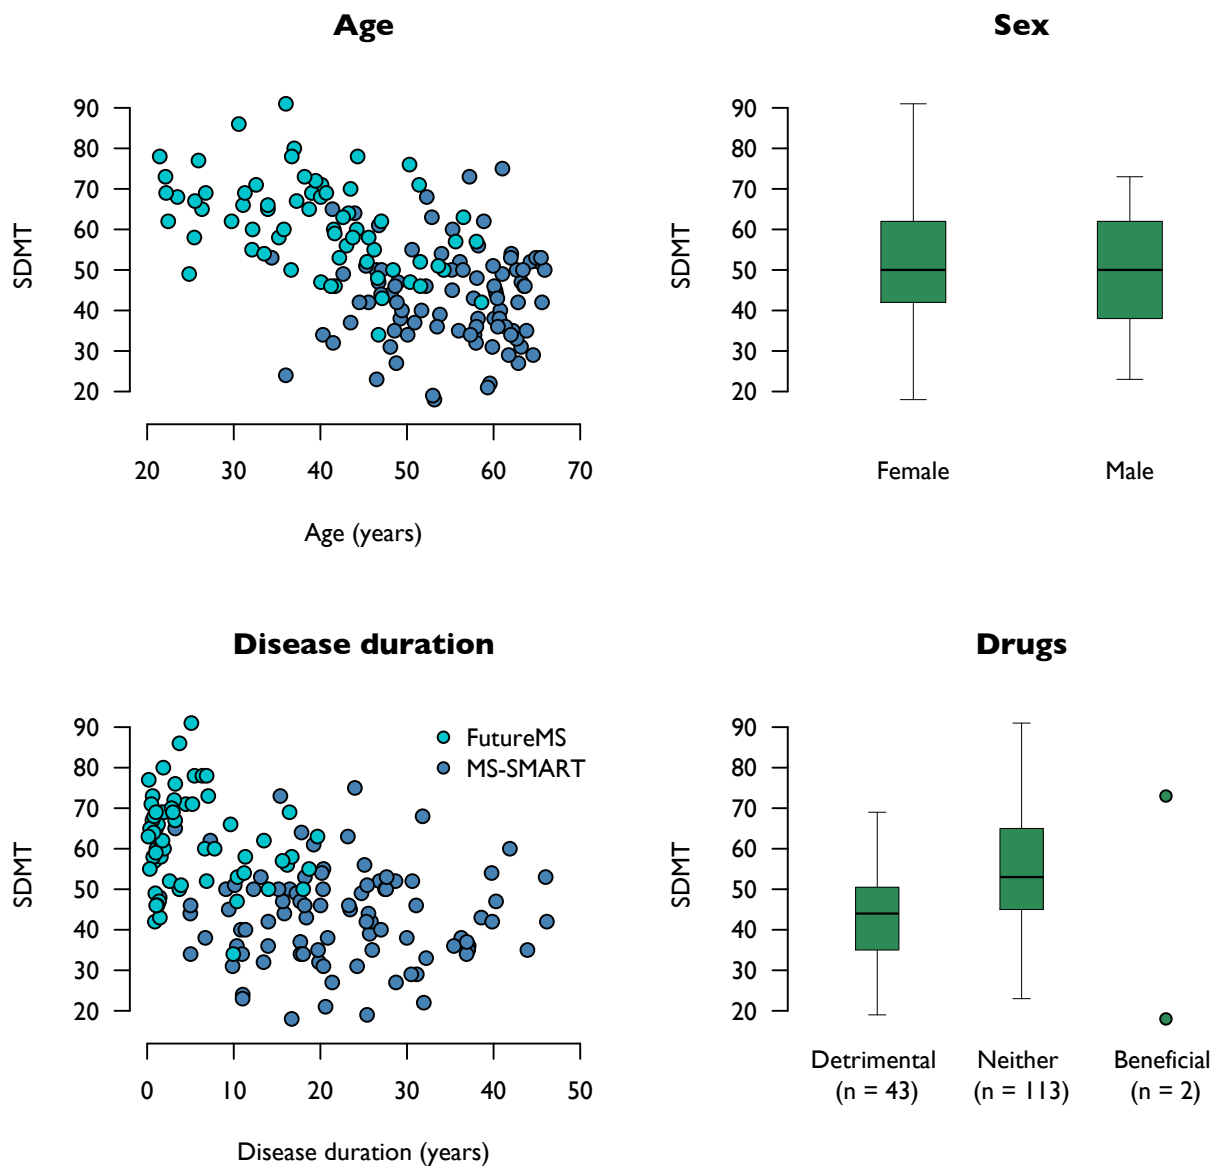 Age
SDMT
90
80
70
60
50
40
30
20
20 30 40 50 60 70
Age (years)
Sex
SDMT
90
80
70
60
50
40
30
20
Female Male
Disease duration
SDMT
90
80
70
60
50
40
30
20
FutureMS
MS-SMART
0 10 20 30 40 50
Disease duration (years)
Drugs
SDMT
90
80
70
60
50
40
30
20
Detrimental Neither Beneficial
(n = 43) (n = 113) (n = 2)